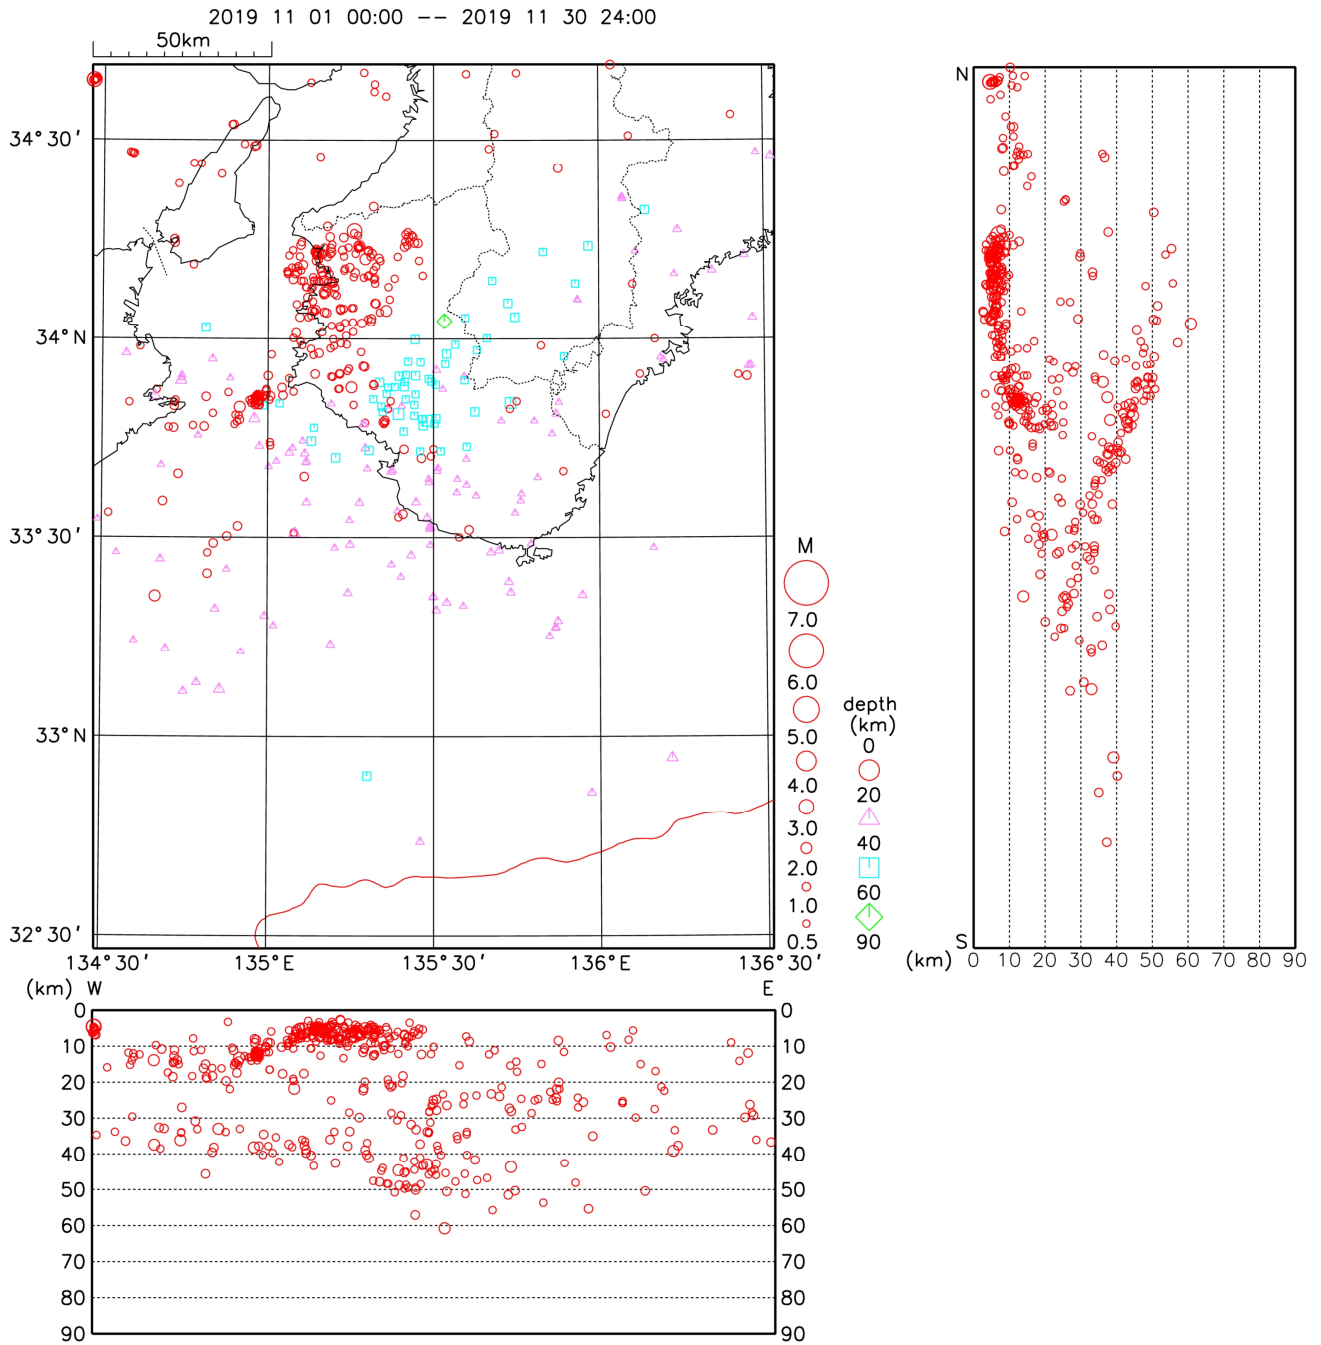 2019 11 01 00:00 -- 2019 11 30 24:00
50km
34° 30′
34° N
33° 30′
33° N
32° 30′
134° 30′ 135° E 135° 30′ 136° E 136° 30′
M
7.0
6.0
5.0
4.0
3.0
2.0
1.0
0.5
depth
(km)
0
20
40
60
90
N
S
(km) 0 10 20 30 40 50 60 70 80 90
(km) W E
0 0
10 10
20 20
30 30
40 40
50 50
60 60
70 70
80 80
90 90